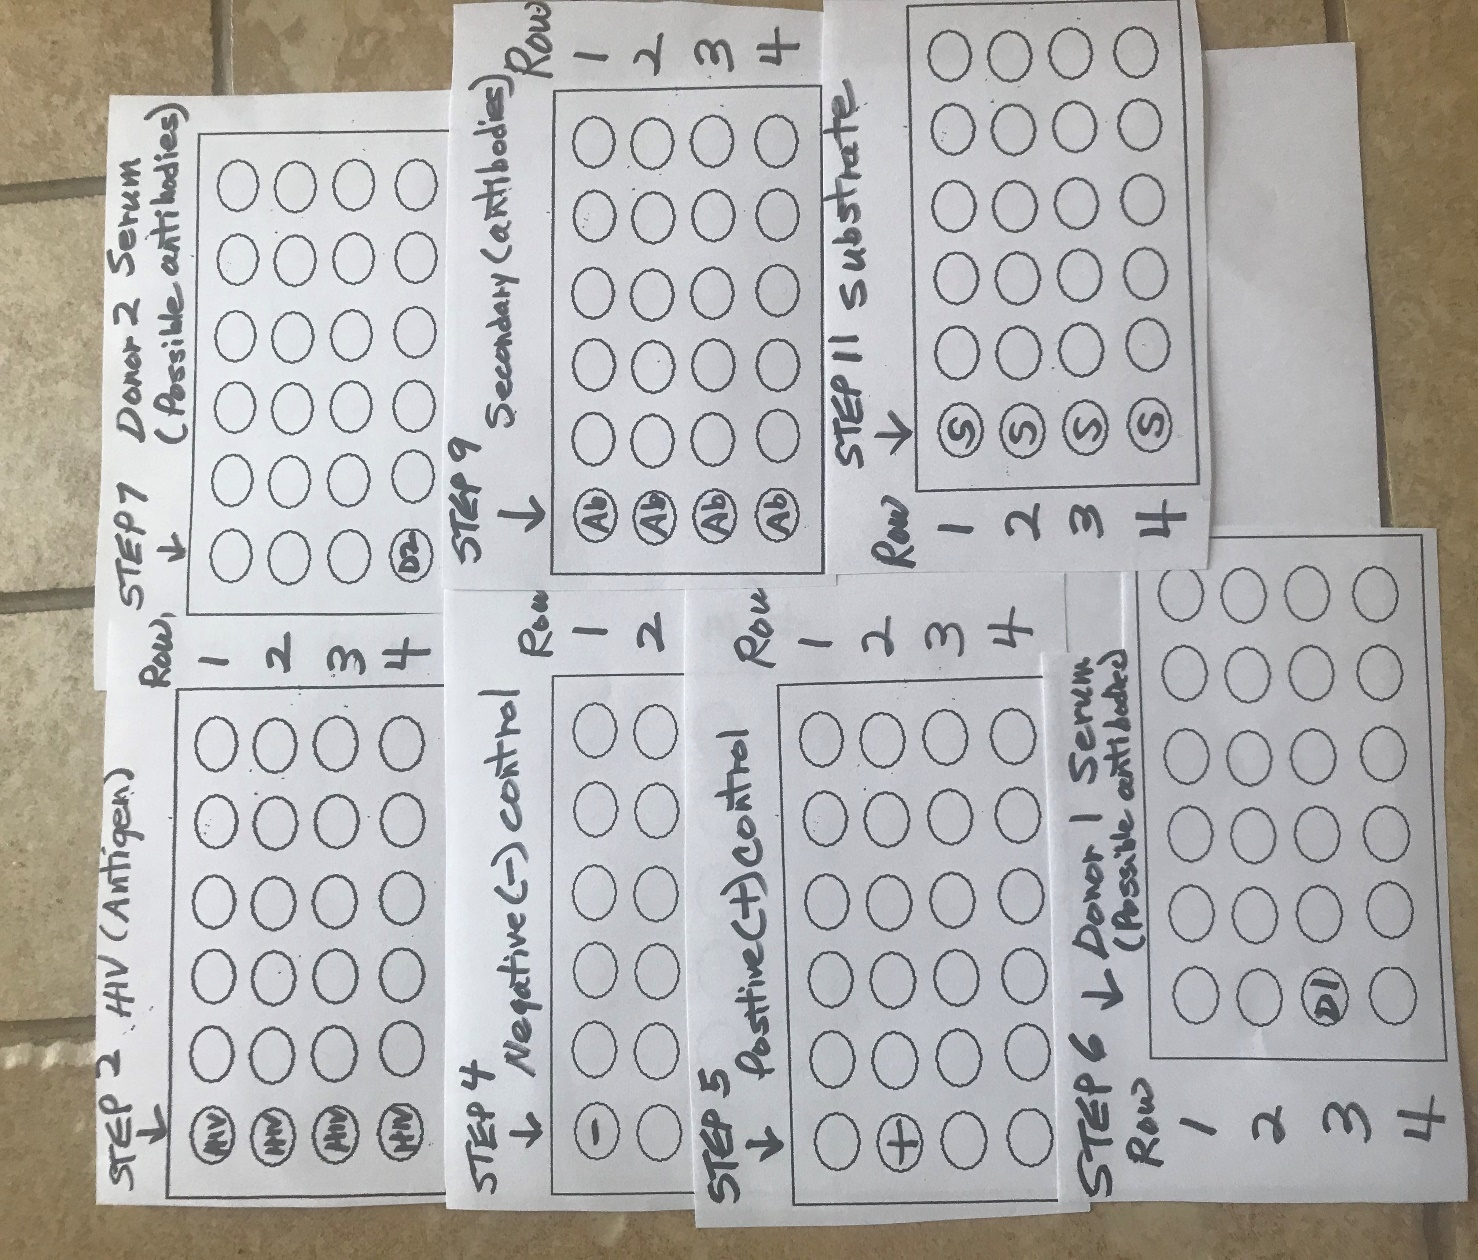 STEP 7 Donor 2 Serum
(Possible antibodies)
↓
D2
STEP 9
Secondary (antibodies)
↓
Row
1
2
3
4
Ab
Ab
Ab
Ab
STEP 11 Substrate
↓
Row
1
2
3
4
S
S
S
S
STEP 2 HIV (Antigen)
↓
Row
1
2
3
4
HIV
HIV
HIV
HIV
STEP 4
↓ Negative (-) control
Row
1
2
-
STEP 5
↓ Positive (+) control
Row
1
2
3
4
+
STEP 6 ↓ Donor 1 Serum
(Possible antibodies)
Row
1
2
3
4
D1